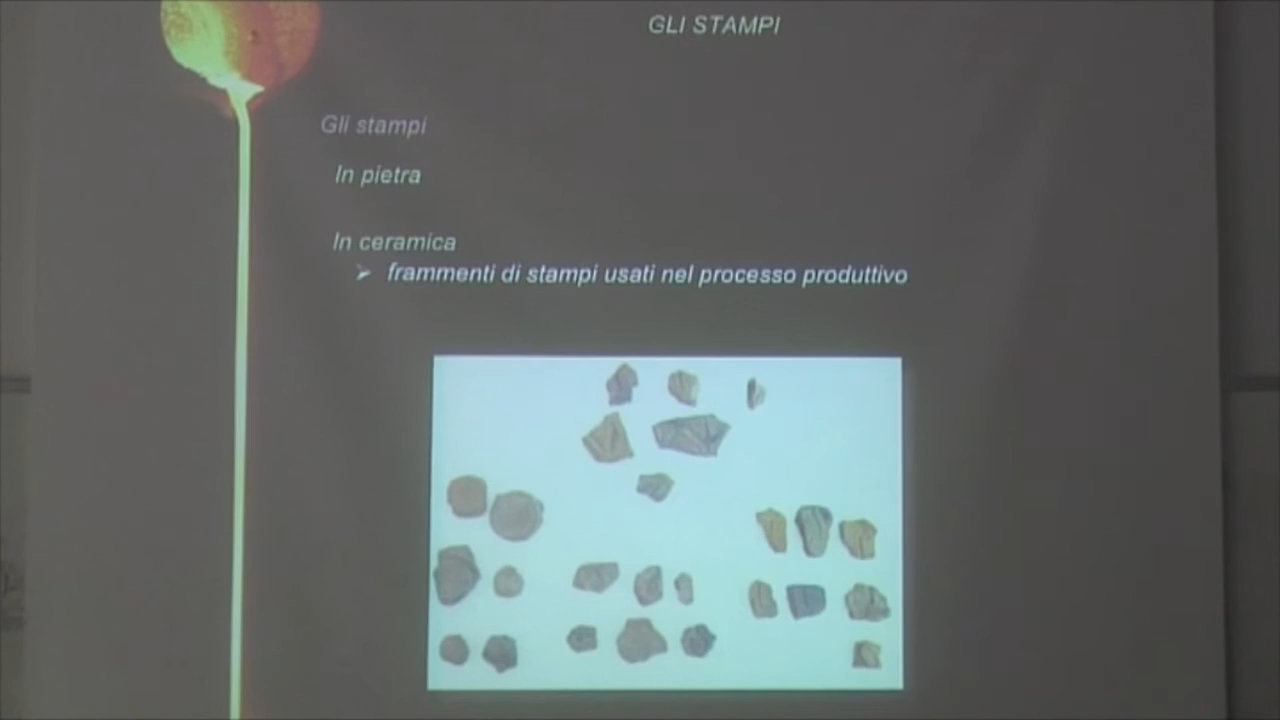 GLI STAMPI
Gli stampi
In pietra
In ceramica
frammenti di stampi usati nel processo produttivo